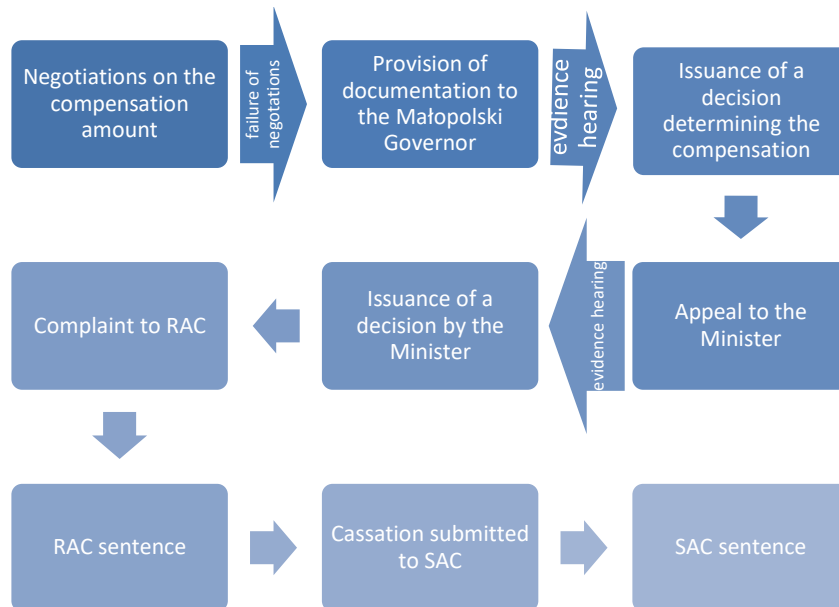 Negotiations on the
compensation
amount
failure of
negotations
Provision of
documentation to
the Małopolski
Governor
evdience
hearing
Issuance of a
decision
determining the
compensation
Appeal to the
Minister
evidence hearing
Issuance of a
decision by the
Minister
Complaint to RAC
RAC sentence
Cassation submitted
to SAC
SAC sentence